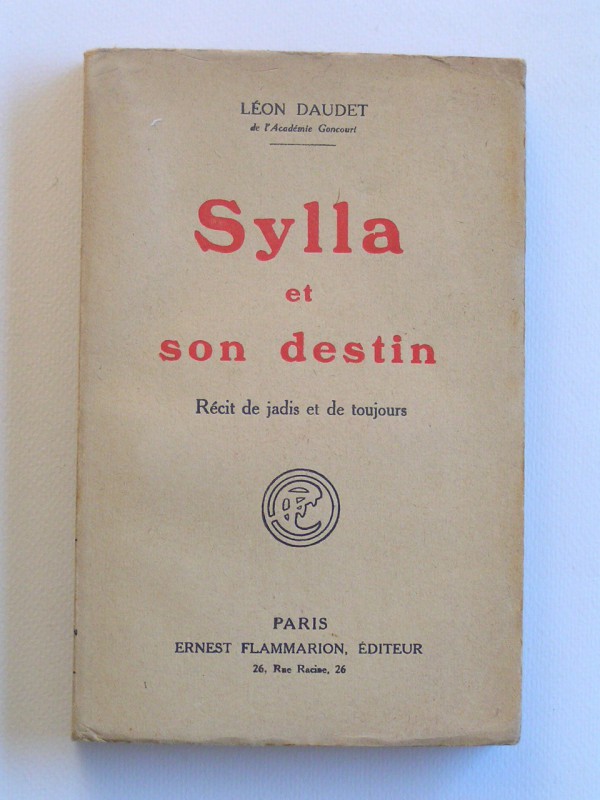 LÉON DAUDET
de l'Académie Goncourt
Sylla
et
son destin
Récit de jadis et de toujours
PARIS
ERNEST FLAMMARION, ÉDITEUR
26, Rue Racine, 26